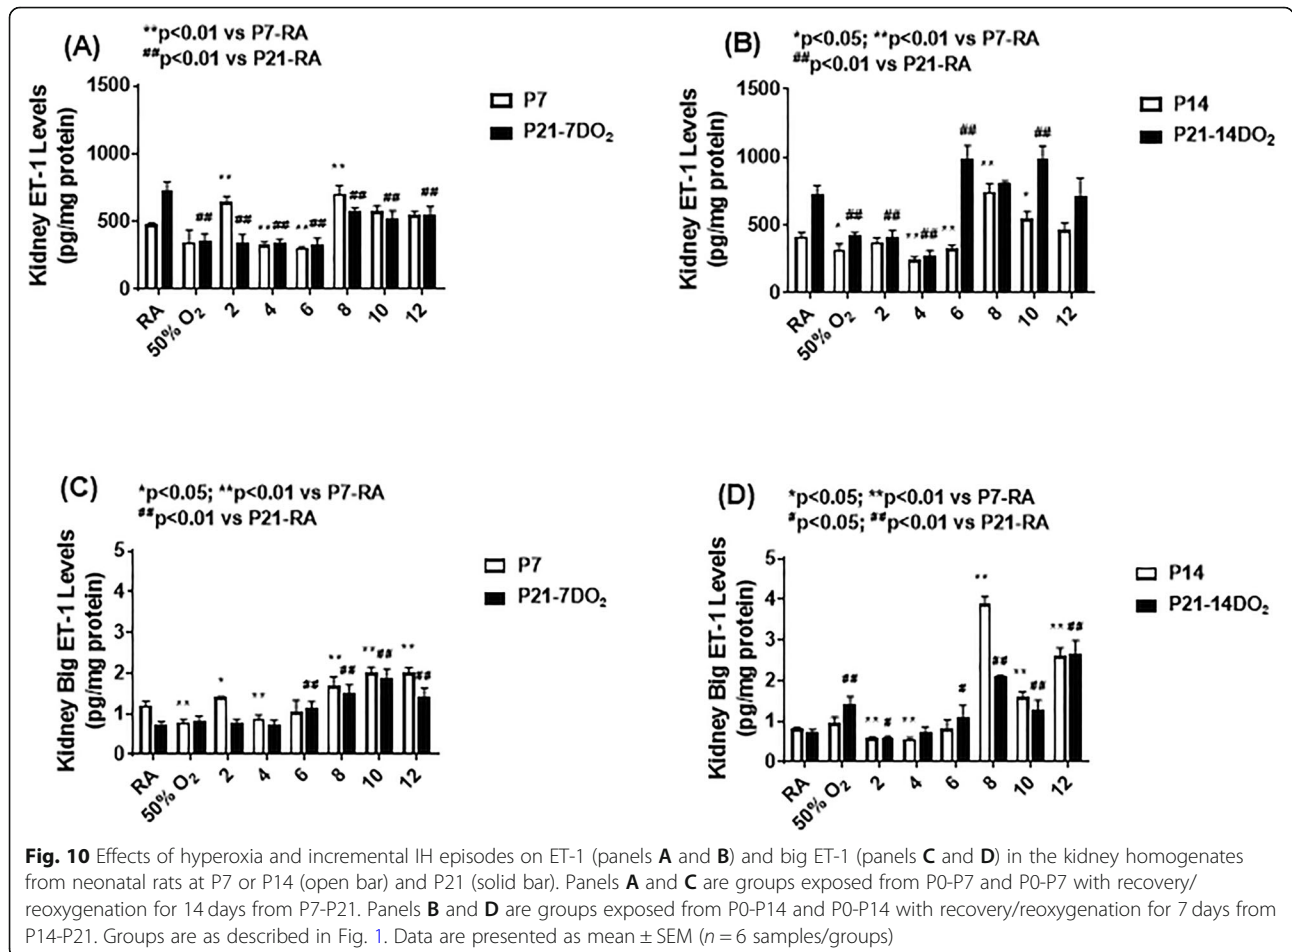 (A)
**p<0.01 vs P7-RA
##p<0.01 vs P21-RA
Kidney ET-1 Levels
(pg/mg protein)
1500
1000
500
0
** ## ## ** ## ** ## ** ## ## ##
RA 50% O2 2 4 6 8 10 12
P7
P21-7DO2
(B)
*p<0.05; **p<0.01 vs P7-RA
##p<0.01 vs P21-RA
Kidney ET-1 Levels
(pg/mg protein)
1500
1000
500
0
* ## ## ** ## ** ## ** * ##
RA 50% O2 2 4 6 8 10 12
P14
P21-14DO2
(C)
*p<0.05; **p<0.01 vs P7-RA
##p<0.01 vs P21-RA
Kidney Big ET-1 Levels
(pg/mg protein)
5
4
3
2
1
0
** * ** ## ** ## ** ## ** ##
RA 50% O2 2 4 6 8 10 12
P7
P21-7DO2
(D)
*p<0.05; **p<0.01 vs P7-RA
#p<0.05; ##p<0.01 vs P21-RA
Kidney Big ET-1 Levels
(pg/mg protein)
5
4
3
2
1
0
## ** # ** # ** ## ** ## ** ##
RA 50% O2 2 4 6 8 10 12
P14
P21-14DO2
Fig. 10 Effects of hyperoxia and incremental IH episodes on ET-1 (panels A and B) and big ET-1 (panels C and D) in the kidney homogenates
from neonatal rats at P7 or P14 (open bar) and P21 (solid bar). Panels A and C are groups exposed from P0-P7 and P0-P7 with recovery/
reoxygenation for 14 days from P7-P21. Panels B and D are groups exposed from P0-P14 and P0-P14 with recovery/reoxygenation for 7 days from
P14-P21. Groups are as described in Fig. 1. Data are presented as mean ± SEM (n = 6 samples/groups)